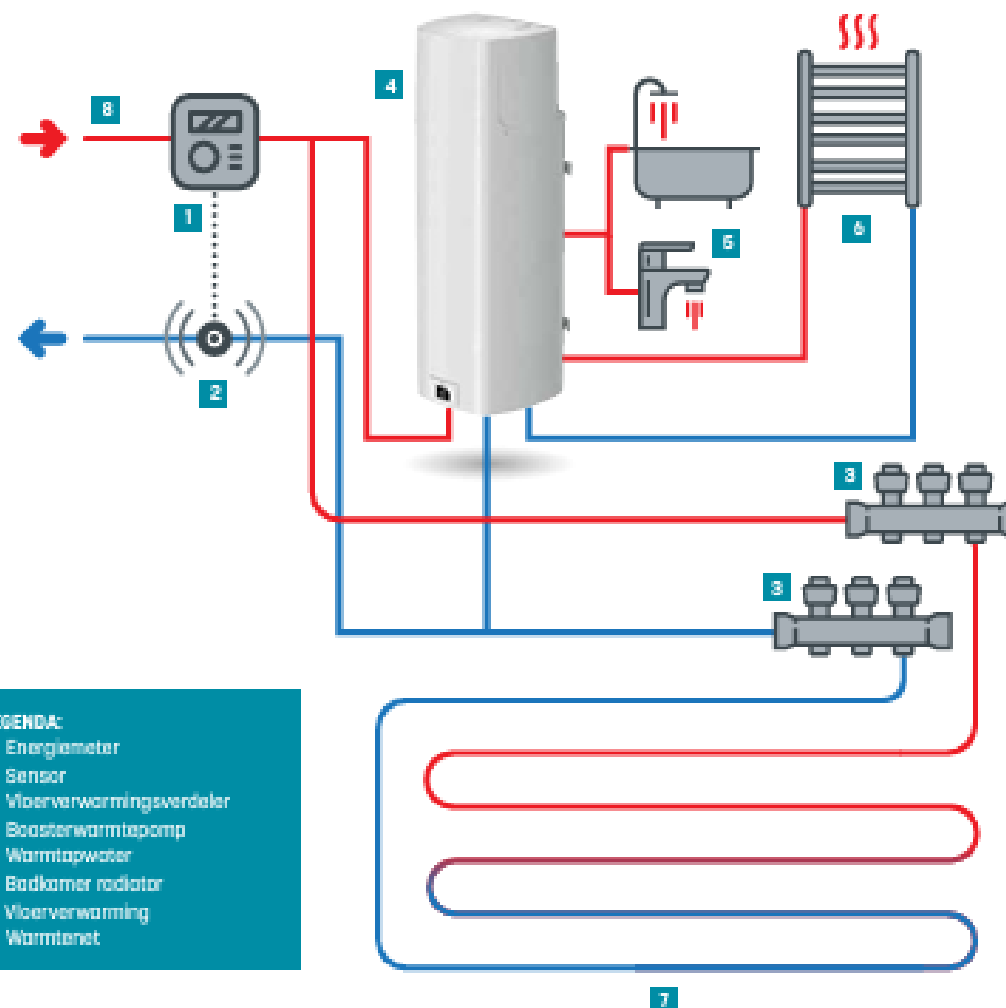 8
4
1
5
6
2
3
3
GENDA:
Energiemeter
Sensor
Vloerverwarmingsverdeler
Boosterwarmtepomp
Warmtapwater
Badkamer radiator
Vloerverwarming
Warmtenet
7